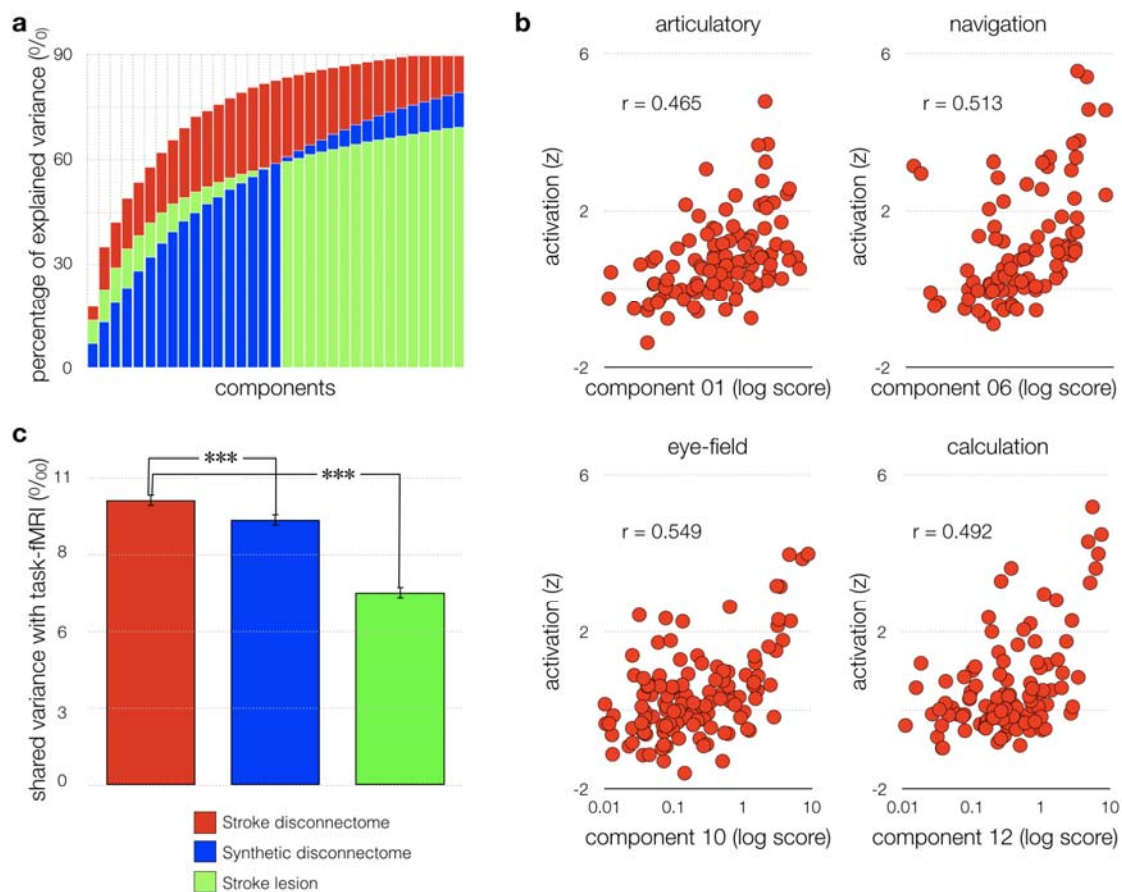 a
percentage of explained variance (%)
90
60
30
0
components
b
articulatory
6
r = 0.465
2
-2
activation (z)
component 01 (log score)
navigation
6
r = 0.513
2
-2
activation (z)
component 06 (log score)
c
shared variance with task-fMRI (‰)
11
8
6
3
0
***
***
Stroke disconnectome
Synthetic disconnectome
Stroke lesion
eye-field
6
r = 0.549
2
-2
activation (z)
0.01 0.1 1 10
component 10 (log score)
calculation
6
r = 0.492
2
-2
activation (z)
0.01 0.1 1 10
component 12 (log score)